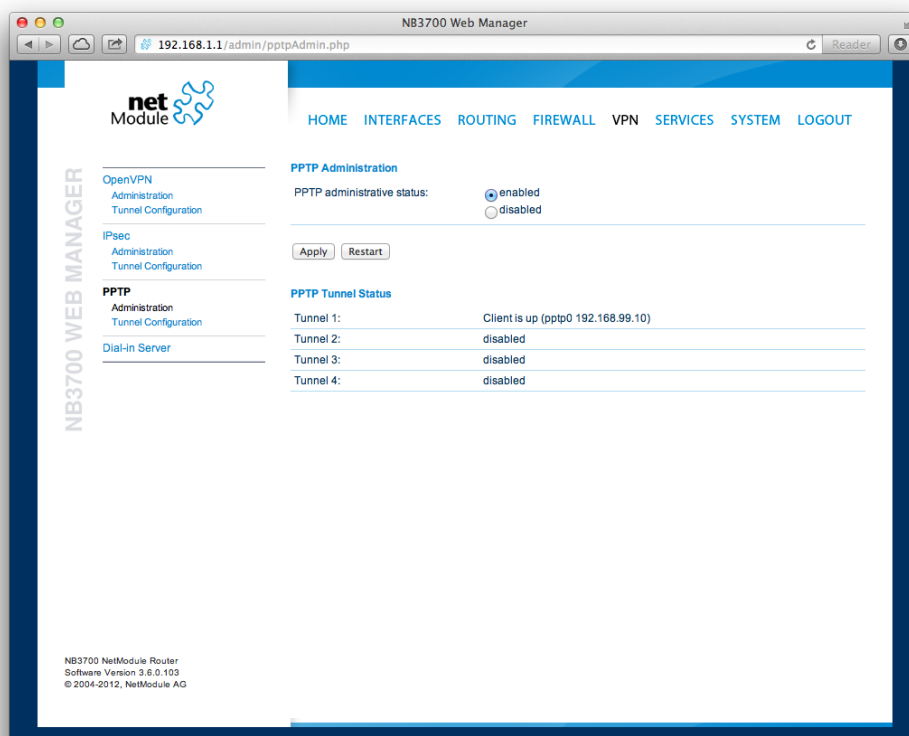 NB3700 Web Manager
192.168.1.1/admin/pptpAdmin.php
Reader
net
Module
HOME INTERFACES ROUTING FIREWALL VPN SERVICES SYSTEM LOGOUT
NB3700 WEB MANAGER
OpenVPN
Administration
Tunnel Configuration
IPsec
Administration
Tunnel Configuration
PPTP
Administration
Tunnel Configuration
Dial-in Server
PPTP Administration
PPTP administrative status: enabled
disabled
Apply Restart
PPTP Tunnel Status
Tunnel 1: Client is up (pptp0 192.168.99.10)
Tunnel 2: disabled
Tunnel 3: disabled
Tunnel 4: disabled
NB3700 NetModule Router
Software Version 3.6.0.103
© 2004-2012, NetModule AG